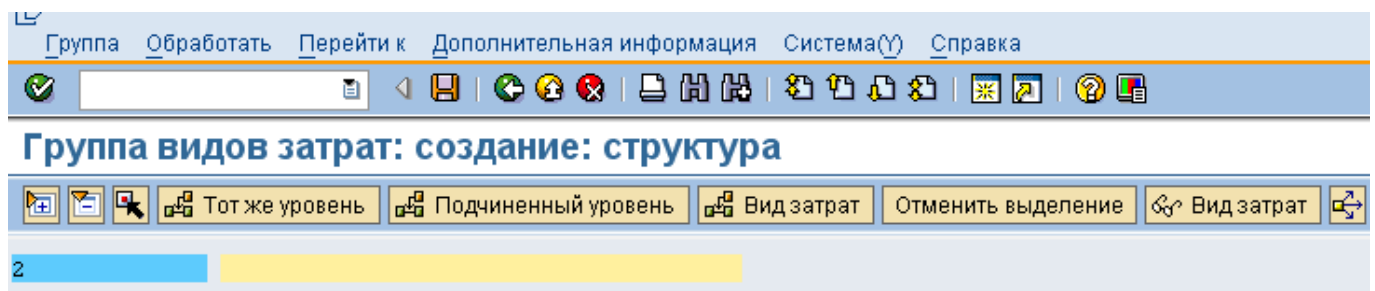 Группа Обработать Перейти к Дополнительная информация Система(Y) Справка
Группа видов затрат: создание: структура
Тот же уровень Подчиненный уровень Вид затрат Отменить выделение Вид затрат
2